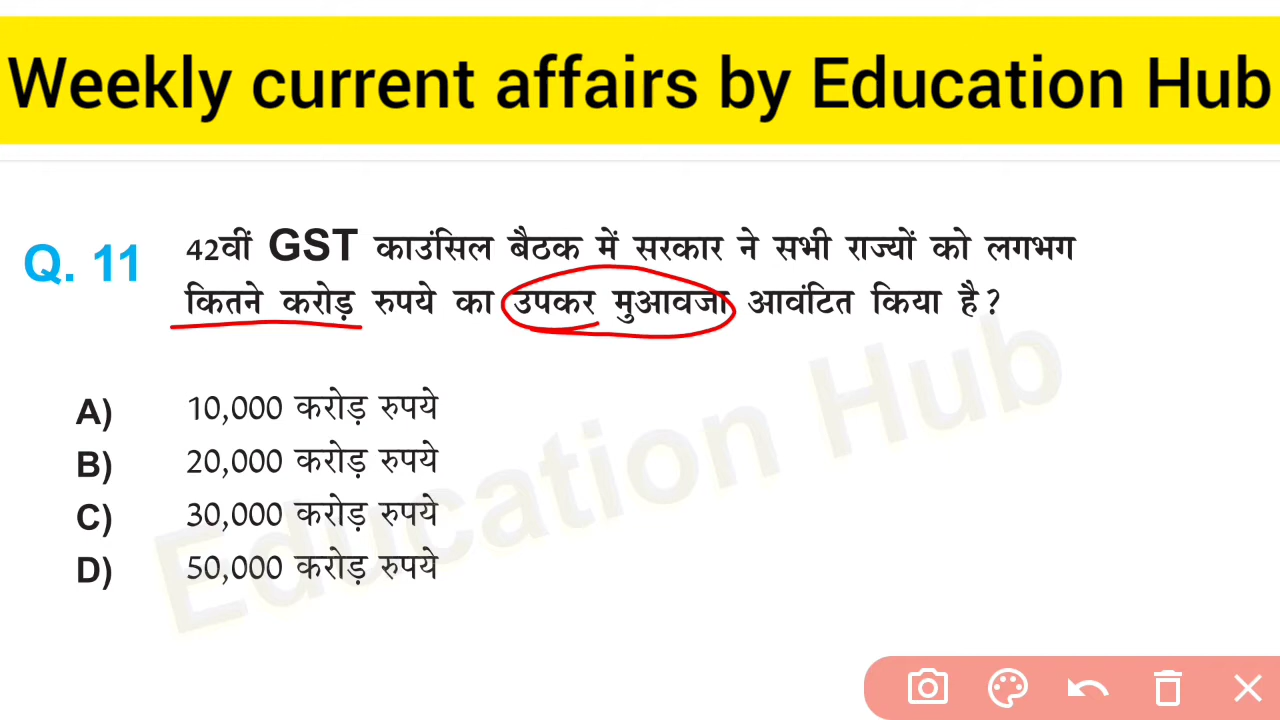 Weekly current affairs by Education Hub
Q. 11
42वीं GST काउंसिल बैठक में सरकार ने सभी राज्यों को लगभग
कितने करोड़ रुपये का उपकर मुआवजा आवंटित किया है?
A) 10,000 करोड़ रुपये
B) 20,000 करोड़ रुपये
C) 30,000 करोड़ रुपये
D) 50,000 करोड़ रुपये
Education Hub